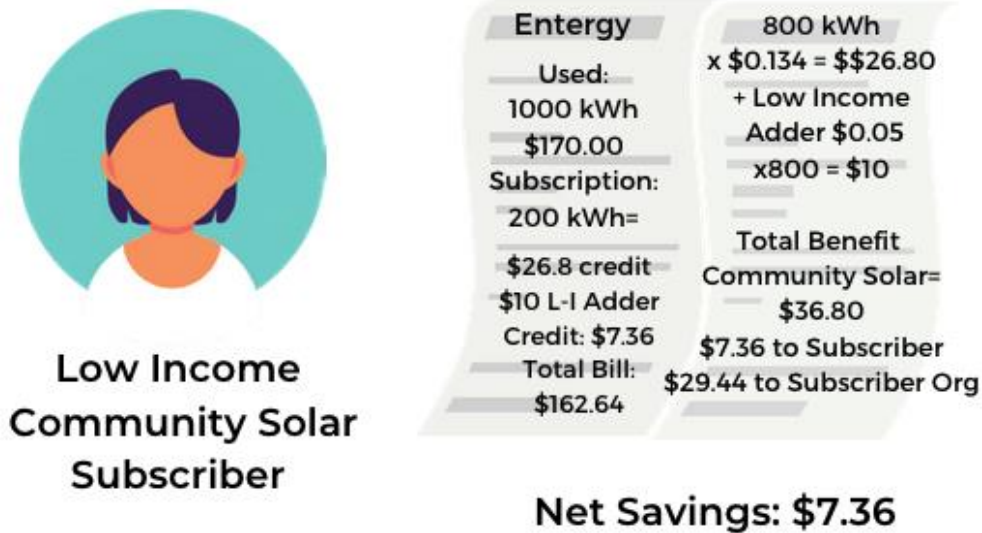 Entergy
Used:
1000 kWh
$170.00
Subscription:
200 kWh=
$26.8 credit
$10 L-I Adder
Credit: $7.36
Total Bill:
$162.64
800 kWh
x $0.134 = $$26.80
+ Low Income
Adder $0.05
x800 = $10
Total Benefit
Community Solar=
$36.80
$7.36 to Subscriber
$29.44 to Subscriber Org
Low Income
Community Solar
Subscriber
Net Savings: $7.36